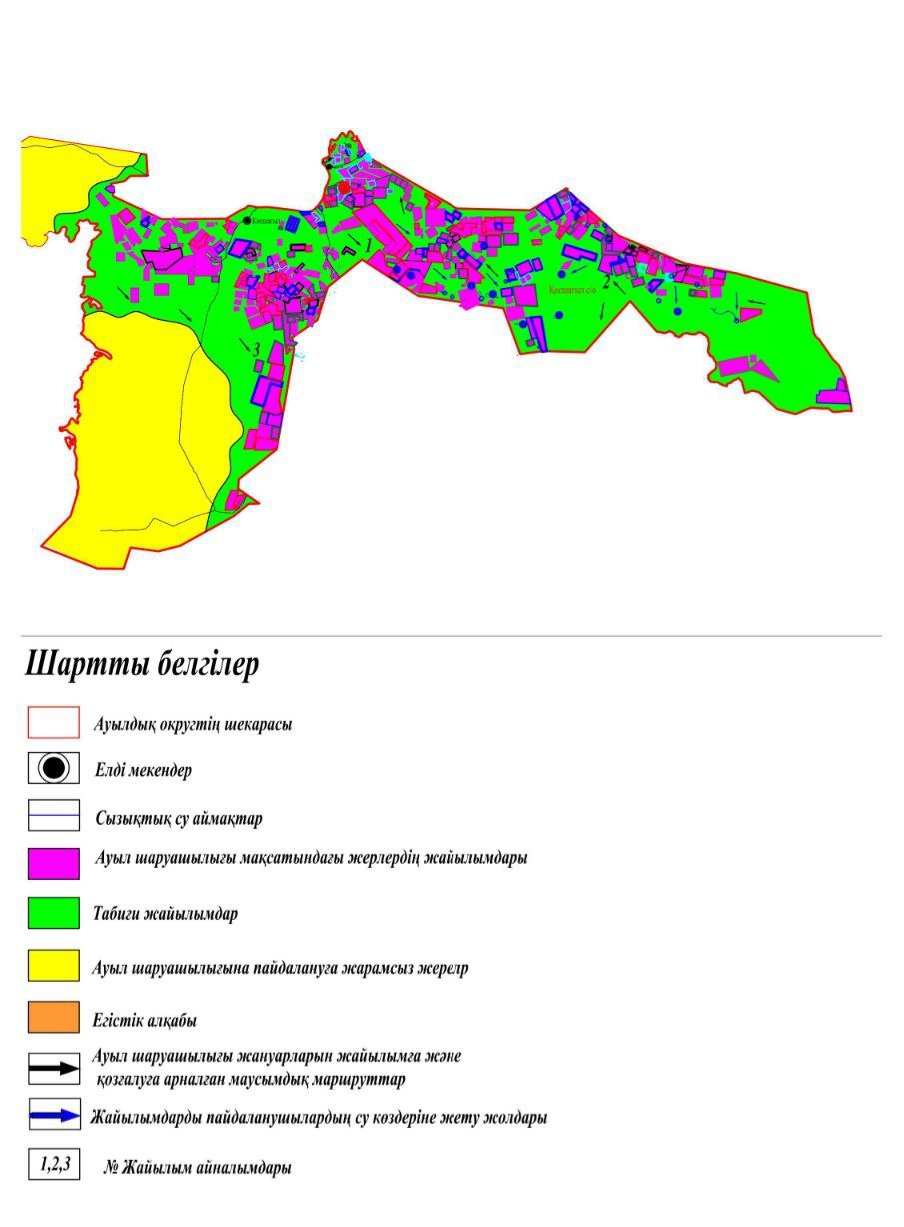 Қосшағыл
1
Қосшағыл с/о
2
3
Шартты белгілер
Ауылдық округтің шекарасы
Елді мекендер
Сызықтық су аймақтар
Ауыл шаруашылығы мақсатындағы жерлердің жайылымдары
Табиғи жайылымдар
Ауыл шаруашылығына пайдалануға жарамсыз жерелр
Егістік алқабы
Ауыл шаруашылығы жануарларын жайылымға және
қозғалуға арналған маусымдық маршруттар
Жайылымдарды пайдаланушылардың су көздеріне жету жолдары
1,2,3
№ Жайылым айналымдары